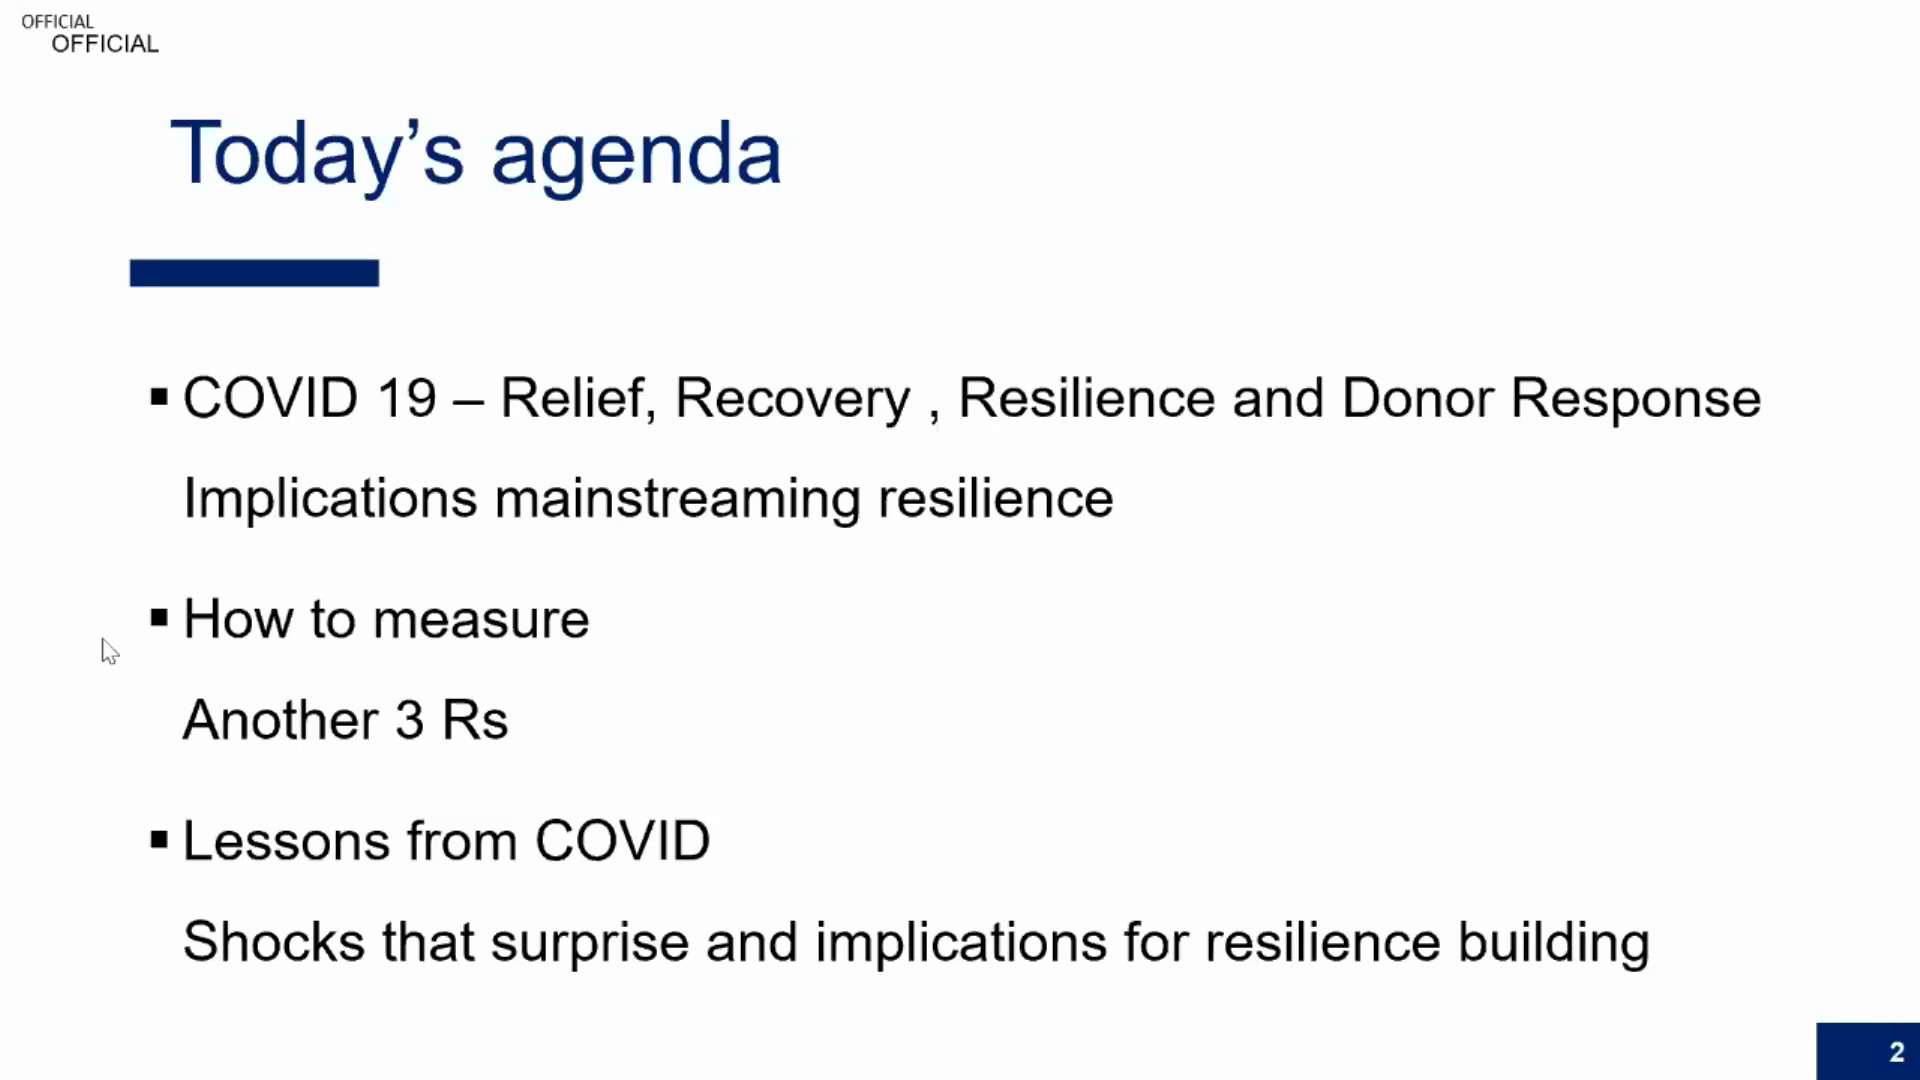 OFFICIAL
OFFICIAL
Today’s agenda
▪ COVID 19 – Relief, Recovery , Resilience and Donor Response
Implications mainstreaming resilience
▪ How to measure
Another 3 Rs
▪ Lessons from COVID
Shocks that surprise and implications for resilience building
2